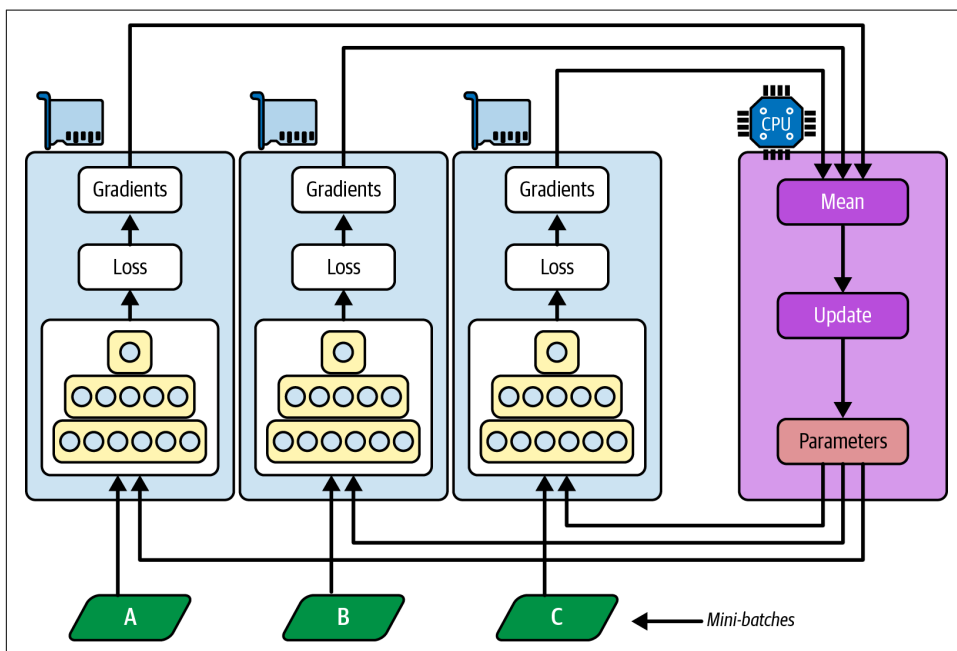 CPU
Gradients
Gradients
Gradients
Mean
Loss
Loss
Loss
Update
Parameters
A
B
C
Mini-batches